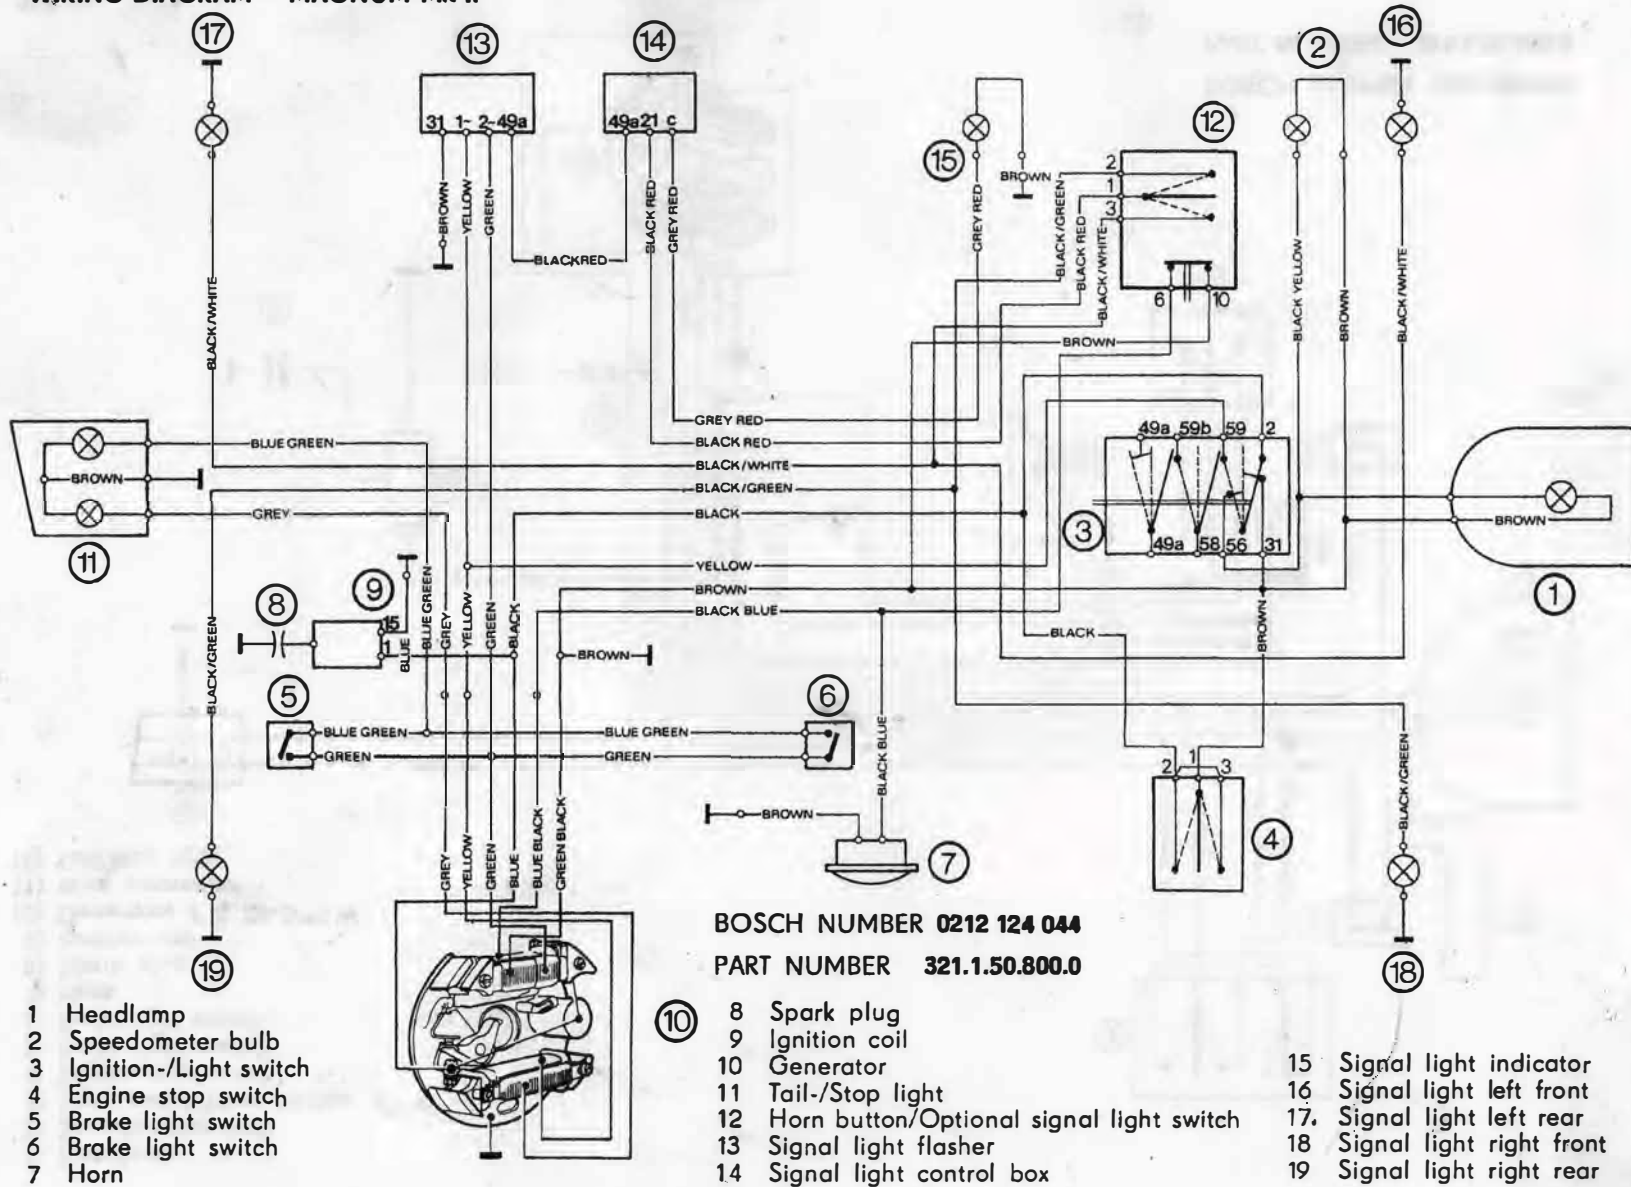 WIRING DIAGRAM - MAGNUM MK II
17
13
14
16
2
31 1~ 2~ 49a
49a 21 c
12
15
BROWN
2
1
3
6
10
BROWN
YELLOW
GREEN
BLACKRED
BLACK RED
GREY RED
GREY RED
BLACK/GREEN
BLACK RED
BLACK/WHITE
BLACK YELLOW
BROWN
BLACK/WHITE
BLACK/WHITE
BROWN
GREY RED
BLACK RED
BLACK/WHITE
BLACK/GREEN
BLACK
YELLOW
BROWN
BLACK BLUE
BLUE GREEN
BROWN
GREY
11
49a 59b 59 2
3
49a 58 56 31
BROWN
1
8
9
15
1
BLUE
BLUE GREEN
GREY
YELLOW
GREEN
BLACK
BROWN
BLACK
BROWN
BLACK/GREEN
5
BLUE GREEN
GREEN
BLUE GREEN
GREEN
6
BLACK BLUE
BROWN
7
2 1 3
4
BLACK/GREEN
18
19
GREY
YELLOW
GREEN
BLUE
BLUE BLACK
GREEN BLACK
10
BOSCH NUMBER 0212 124 044
PART NUMBER 321.1.50.800.0
1 Headlamp
2 Speedometer bulb
3 Ignition-/Light switch
4 Engine stop switch
5 Brake light switch
6 Brake light switch
7 Horn
8 Spark plug
9 Ignition coil
10 Generator
11 Tail-/Stop light
12 Horn button/Optional signal light switch
13 Signal light flasher
14 Signal light control box
15 Signal light indicator
16 Signal light left front
17. Signal light left rear
18 Signal light right front
19 Signal light right rear